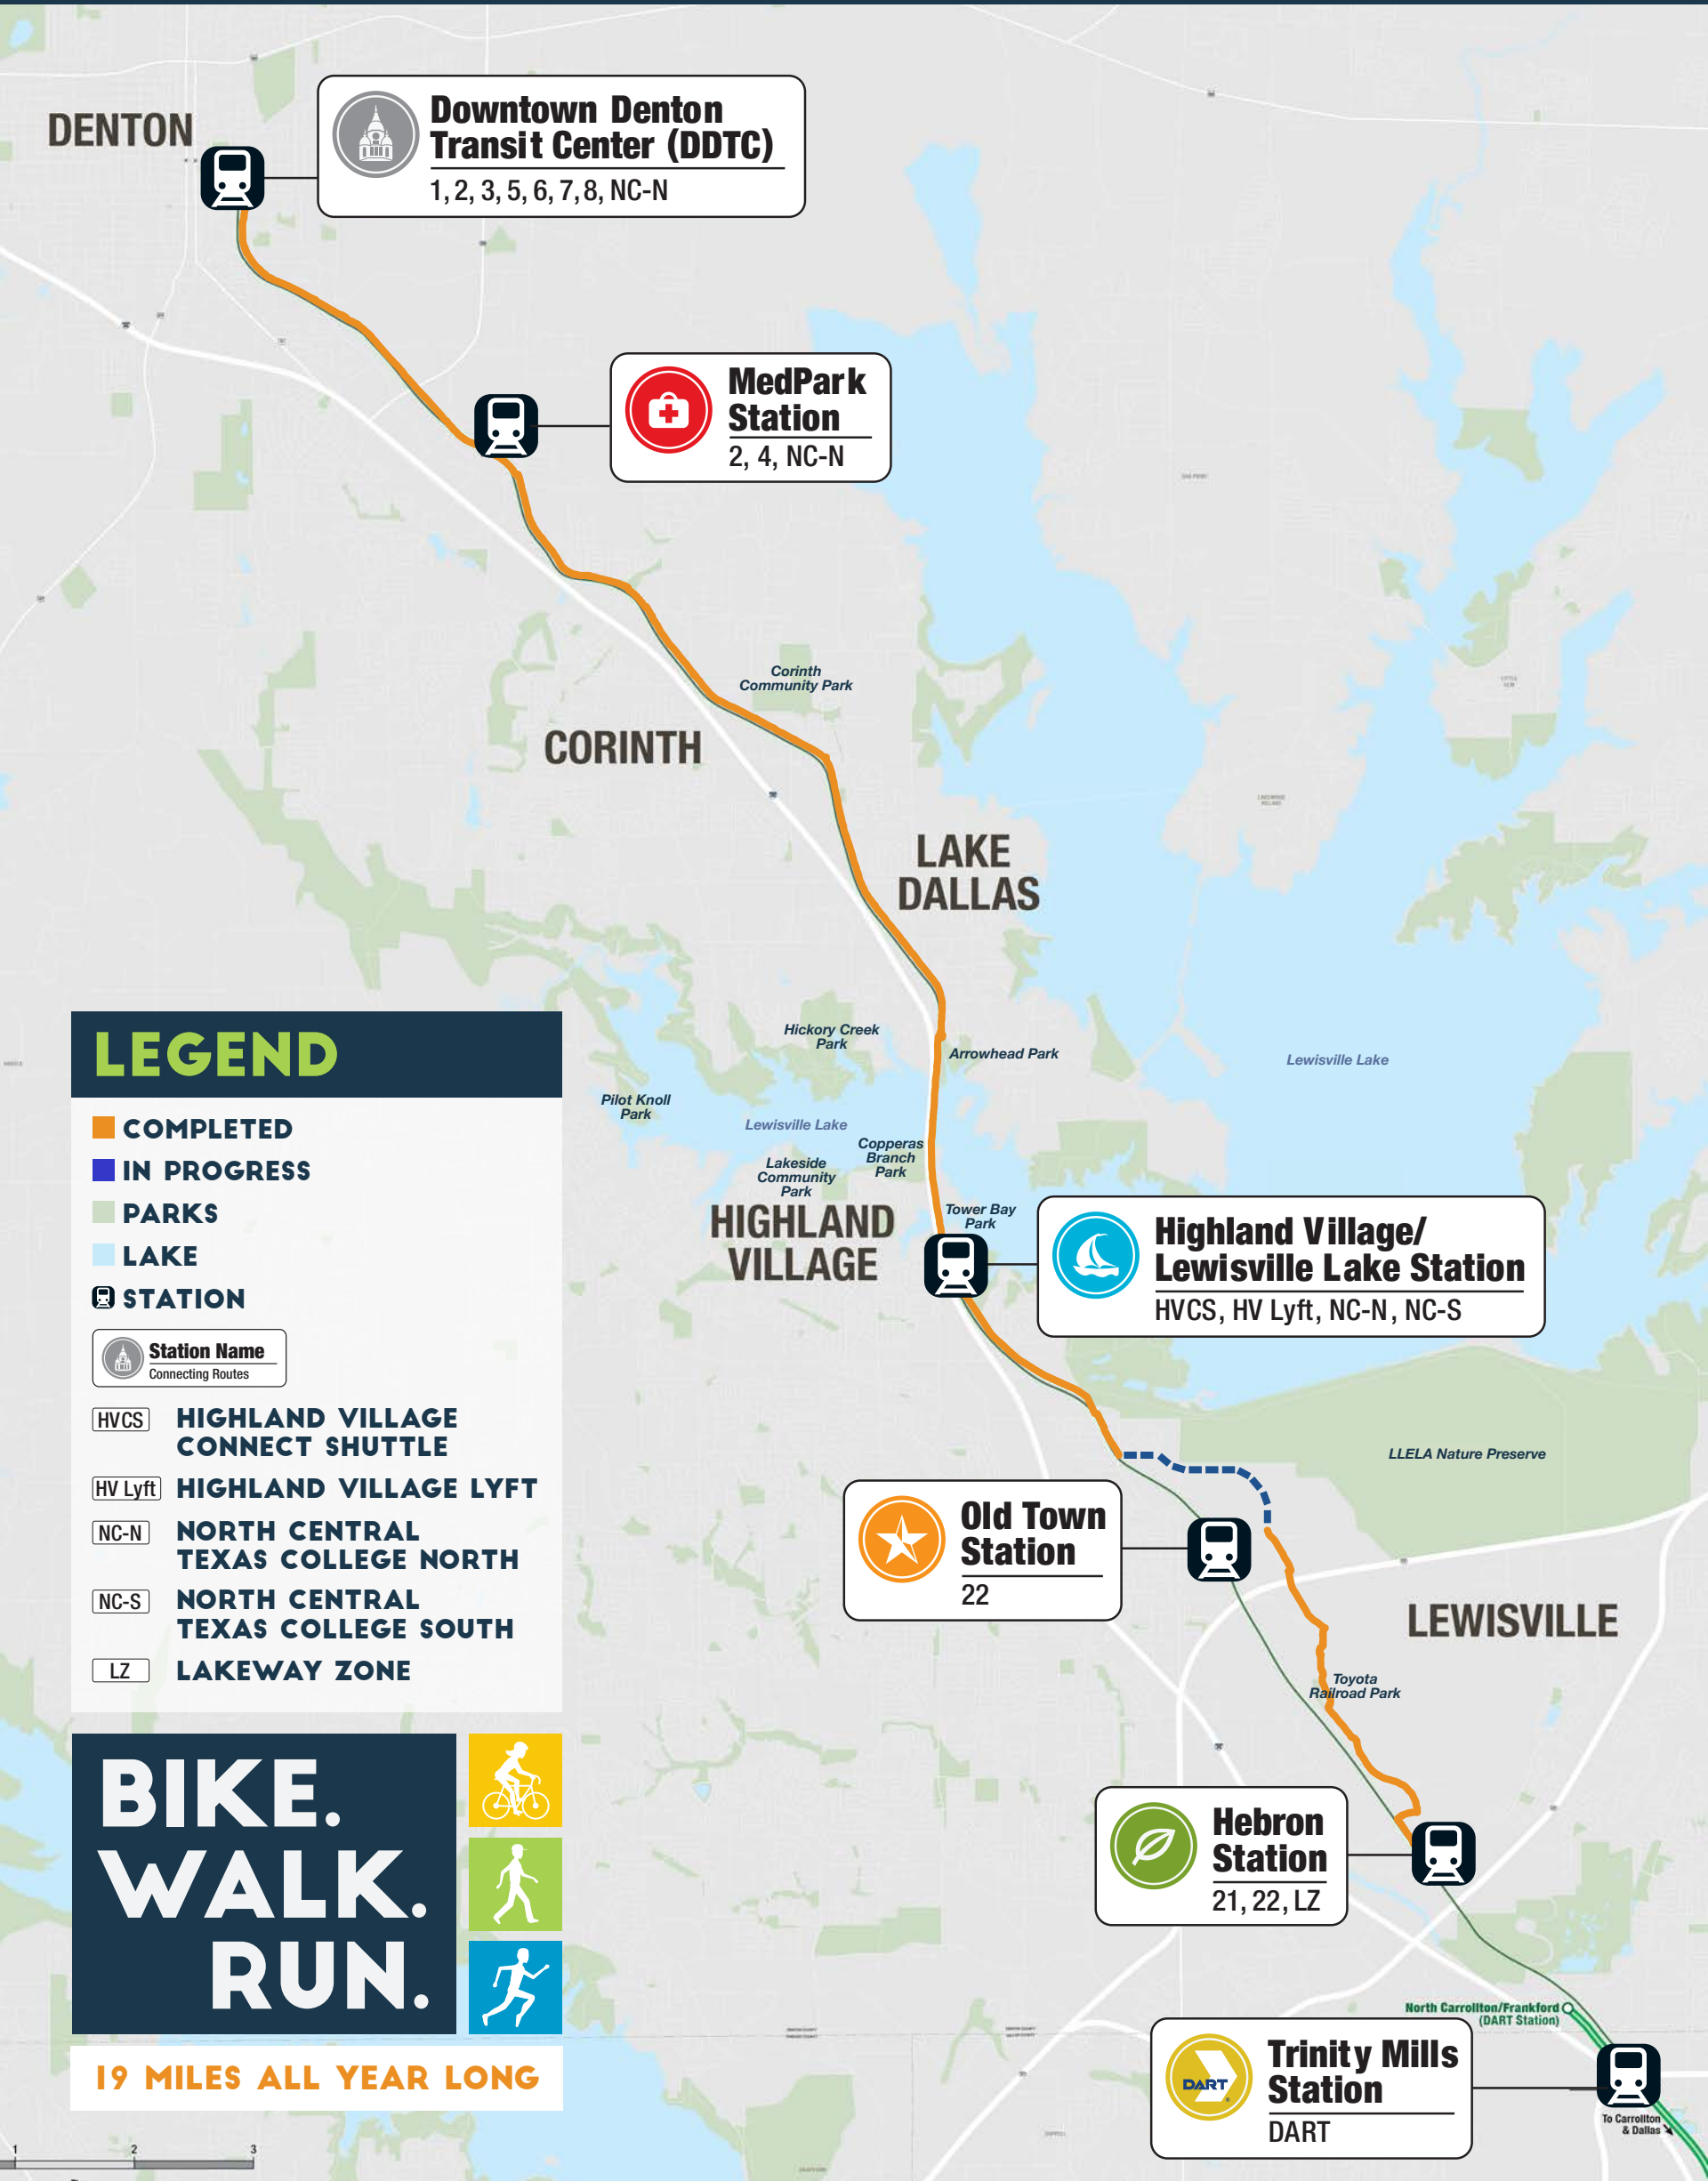 DENTON
Downtown Denton
Transit Center (DDTC)
1, 2, 3, 5, 6, 7, 8, NC-N
MedPark
Station
2, 4, NC-N
Corinth
Community Park
CORINTH
LAKE
DALLAS
Hickory Creek
Park
Arrowhead Park
Lewisville Lake
Pilot Knoll
Park
Lewisville Lake
Copperas
Branch
Park
Lakeside
Community
Park
HIGHLAND
VILLAGE
Tower Bay
Park
Highland Village/
Lewisville Lake Station
HVCS, HV Lyft, NC-N, NC-S
LLELA Nature Preserve
Old Town
Station
22
LEWISVILLE
Toyota
Railroad Park
Hebron
Station
21, 22, LZ
North Carrollton/Frankford
(DART Station)
DART
Trinity Mills
Station
DART
To Carrollton
& Dallas
LEGEND
COMPLETED
IN PROGRESS
PARKS
LAKE
STATION
Station Name
Connecting Routes
HVCS HIGHLAND VILLAGE
CONNECT SHUTTLE
HV Lyft HIGHLAND VILLAGE LYFT
NC-N NORTH CENTRAL
TEXAS COLLEGE NORTH
NC-S NORTH CENTRAL
TEXAS COLLEGE SOUTH
LZ LAKEWAY ZONE
BIKE.
WALK.
RUN.
19 MILES ALL YEAR LONG
1 2 3